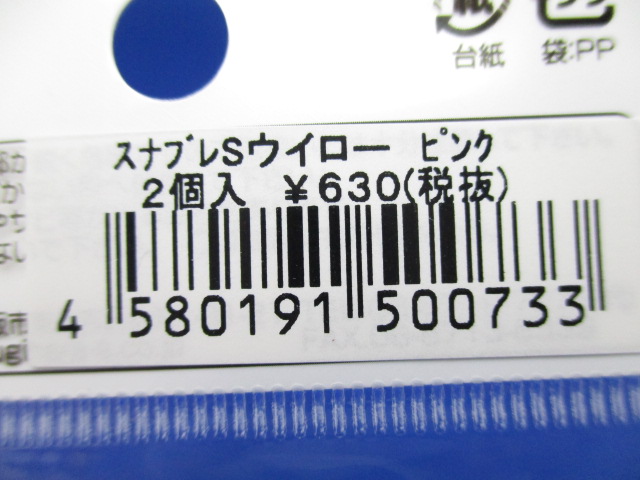 台紙 袋:PP
スナブレSウイロー ピンク
2個入 ¥630(税抜)
4 580191 500733